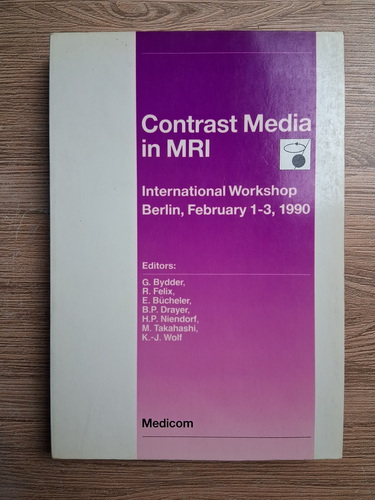 Contrast Media
in MRI
International Workshop
Berlin, February 1-3, 1990
Editors:
G. Bydder,
R. Felix,
E. Bücheler,
B.P. Drayer,
H.P. Niendorf,
M. Takahashi,
K.-J. Wolf
Medicom